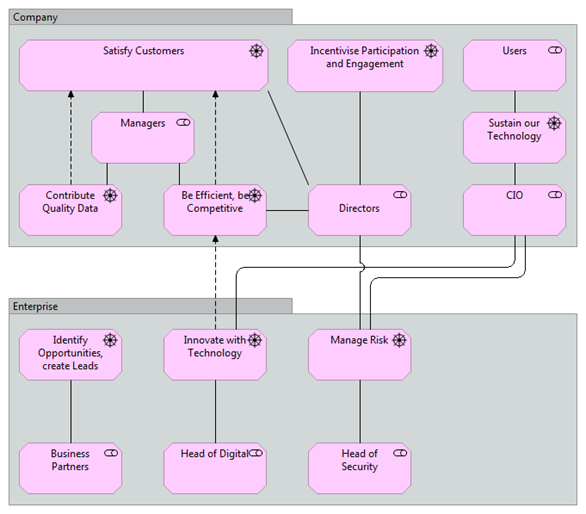 Company
Satisfy Customers
Incentivise Participation
and Engagement
Users
Managers
Sustain our
Technology
Contribute
Quality Data
Be Efficient, be
Competitive
Directors
CIO
Enterprise
Identify
Opportunities,
create Leads
Innovate with
Technology
Manage Risk
Business
Partners
Head of Digital
Head of
Security